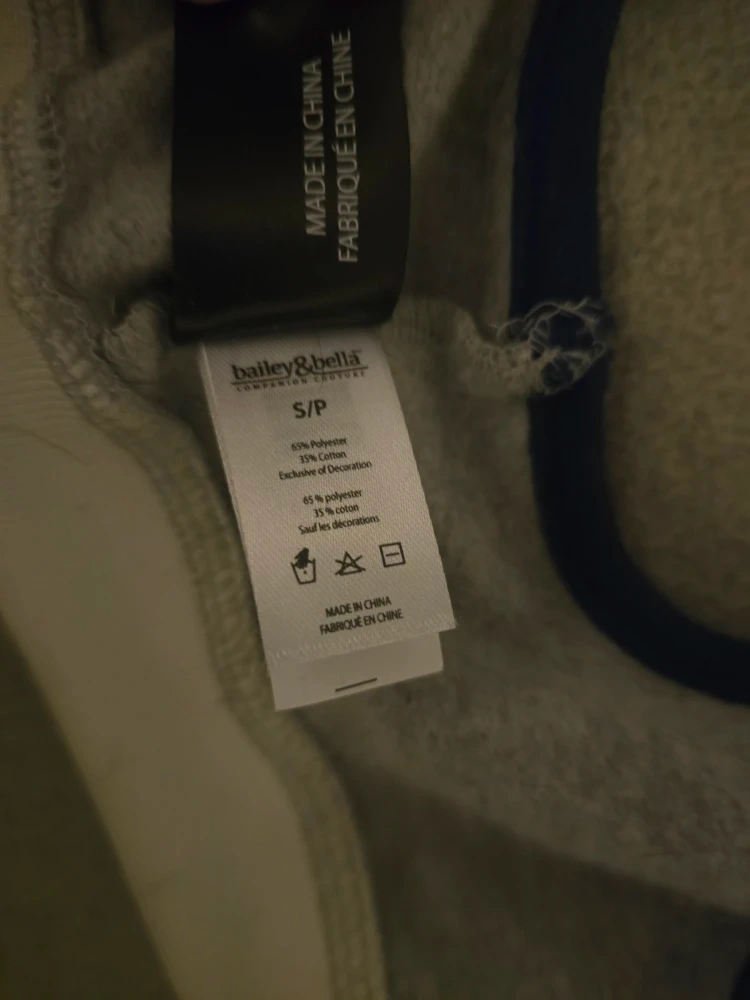 MADE IN CHINA
FABRIQUÉ EN CHINE
bailey&bella
COMPANION COUTURE
S/P
65% Polyester
35% Cotton
Exclusive of Decoration
65 % polyester
35 % coton
Sauf les décorations
MADE IN CHINA
FABRIQUÉ EN CHINE